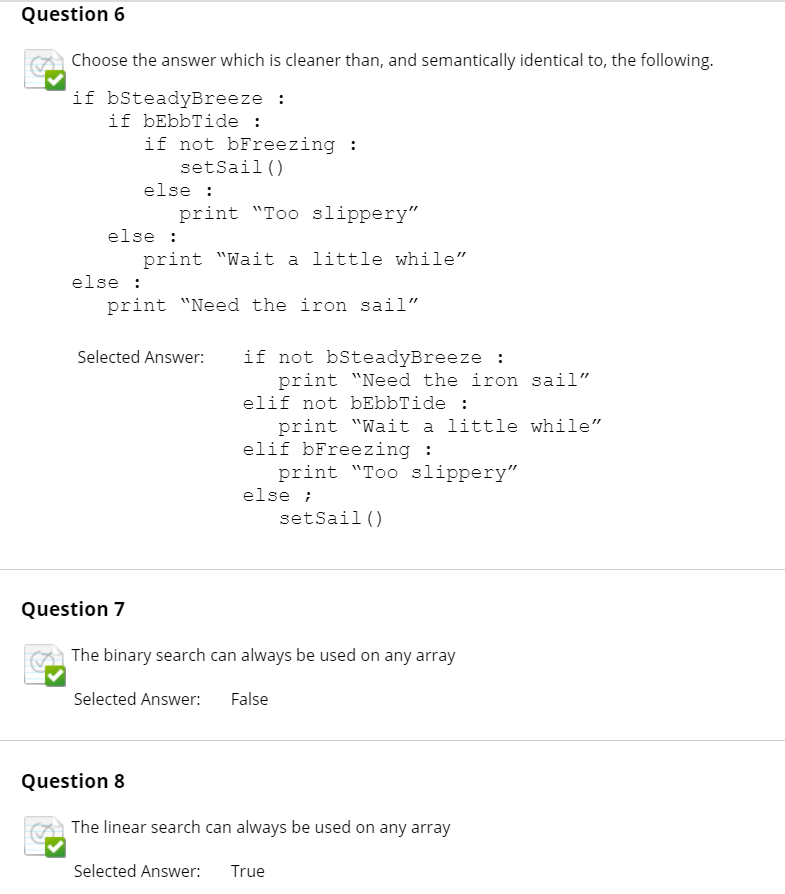 Question 6
Choose the answer which is cleaner than, and semantically identical to, the following.
if bSteadyBreeze :
   if bEbbTide :
      if not bFreezing :
         setSail()
      else :
         print “Too slippery”
   else :
      print “Wait a little while”
else :
   print “Need the iron sail”
Selected Answer: if not bSteadyBreeze :
   print “Need the iron sail”
elif not bEbbTide :
   print “Wait a little while”
elif bFreezing :
   print “Too slippery”
else ;
   setSail()
Question 7
The binary search can always be used on any array
Selected Answer: False
Question 8
The linear search can always be used on any array
Selected Answer: True